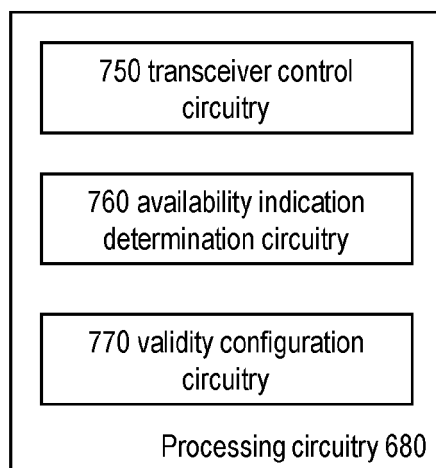 750 transceiver control
circuitry
760 availability indication
determination circuitry
770 validity configuration
circuitry
Processing circuitry 680